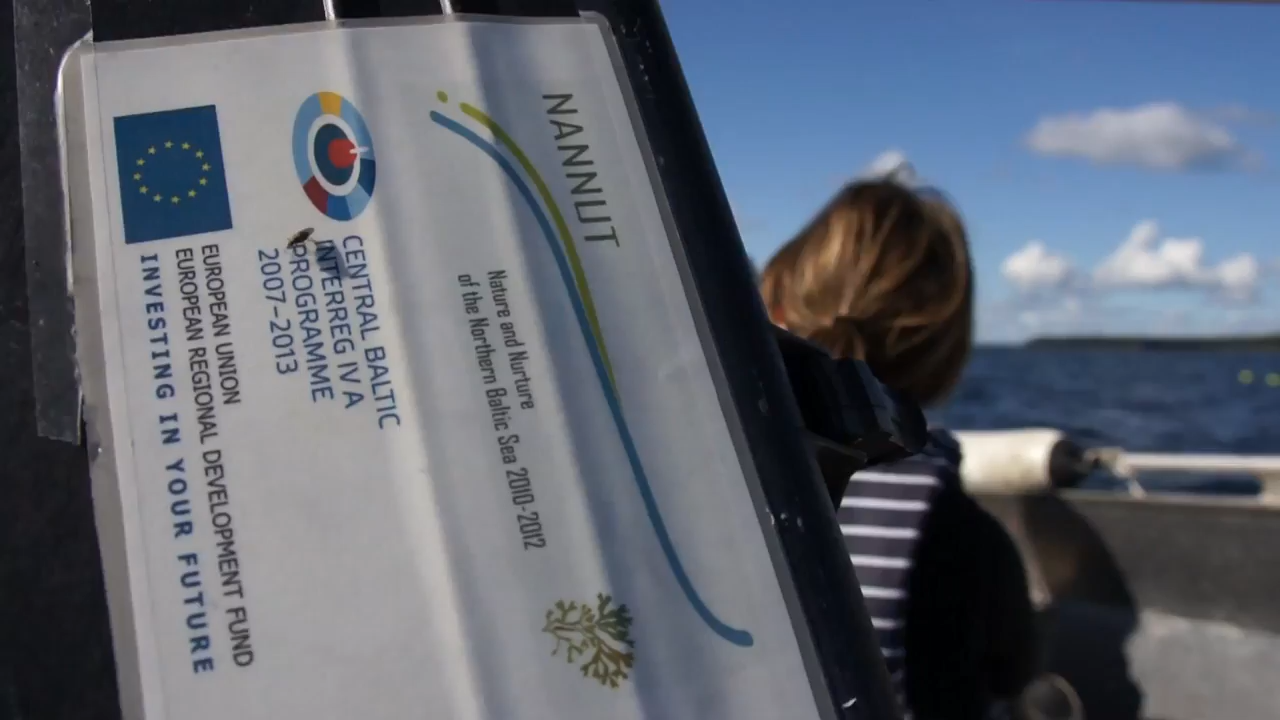 NANNUT
Nature and Nurture
of the Northern Baltic Sea 2010-2012
CENTRAL BALTIC
INTERREG IV A
PROGRAMME
2007–2013
EUROPEAN UNION
EUROPEAN REGIONAL DEVELOPMENT FUND
INVESTING IN YOUR FUTURE